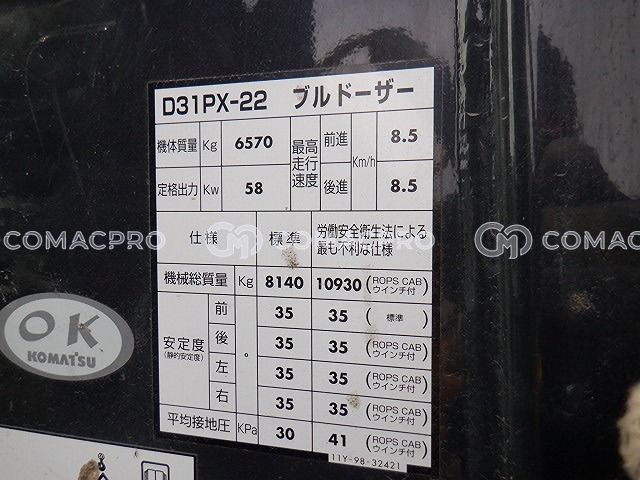 D31PX-22 ブルドーザー
機体質量 Kg 6570 最高走行速度 Km/h 前進 8.5
定格出力 Kw 58 後進 8.5
仕様 標準 労働安全衛生法による
最も不利な仕様
機械総質量 Kg 8140 10930 (ROPS CAB ウインチ付)
安定度 (静的安定度) 前 ° 35 35 (標準)
後 35 35 (ROPS CAB ウインチ付)
左 35 35 (ROPS CAB ウインチ付)
右 35 35 (ROPS CAB ウインチ付)
平均接地圧 KPa 30 41 (ROPS CAB ウインチ付)
11Y-98-32421
OK
KOMATSU
COMACPRO
COMACPRO
COMAC